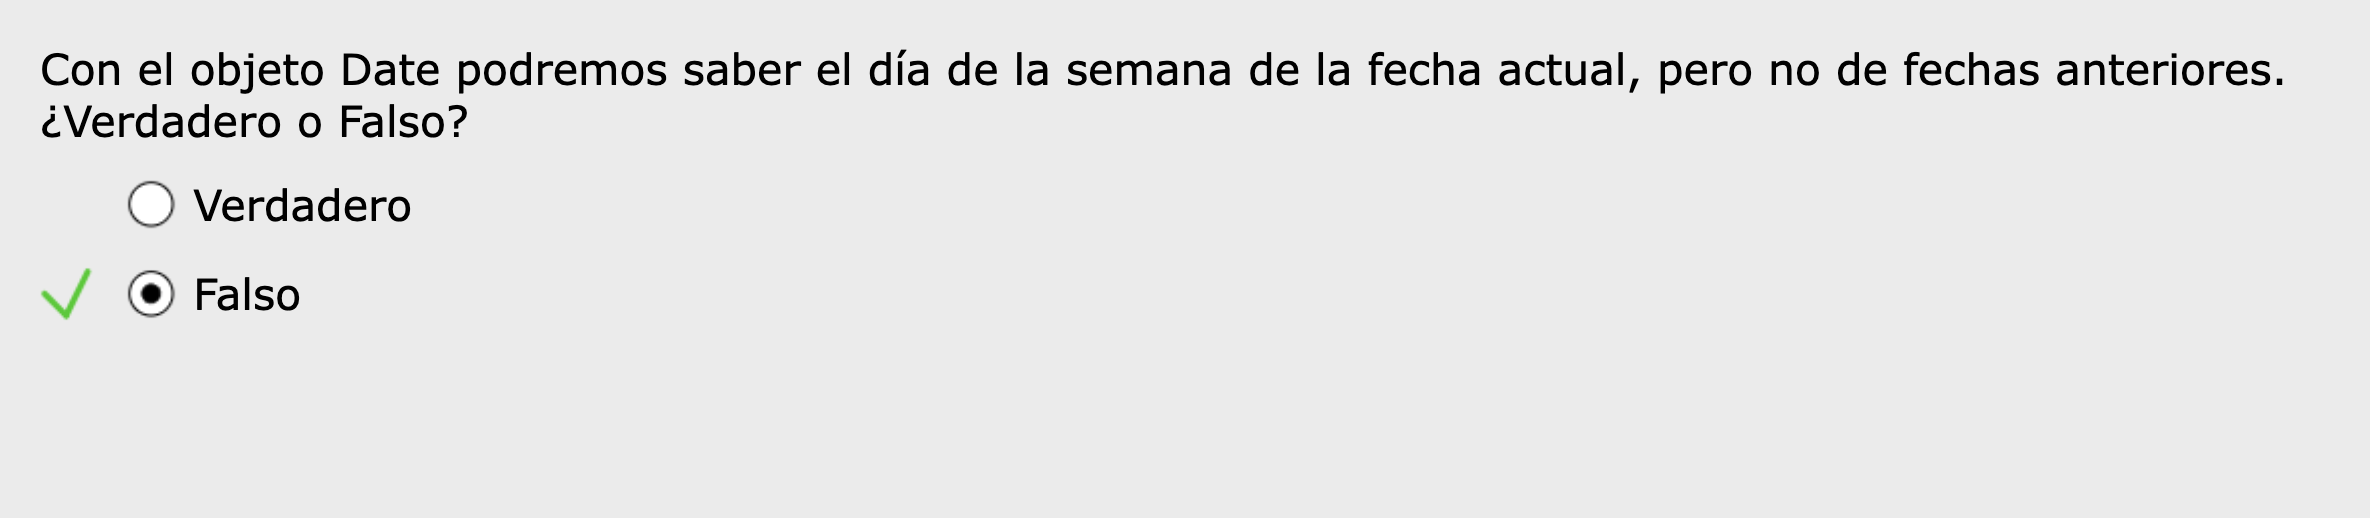 Con el objeto Date podremos saber el día de la semana de la fecha actual, pero no de fechas anteriores.
¿Verdadero o Falso?
Verdadero
Falso